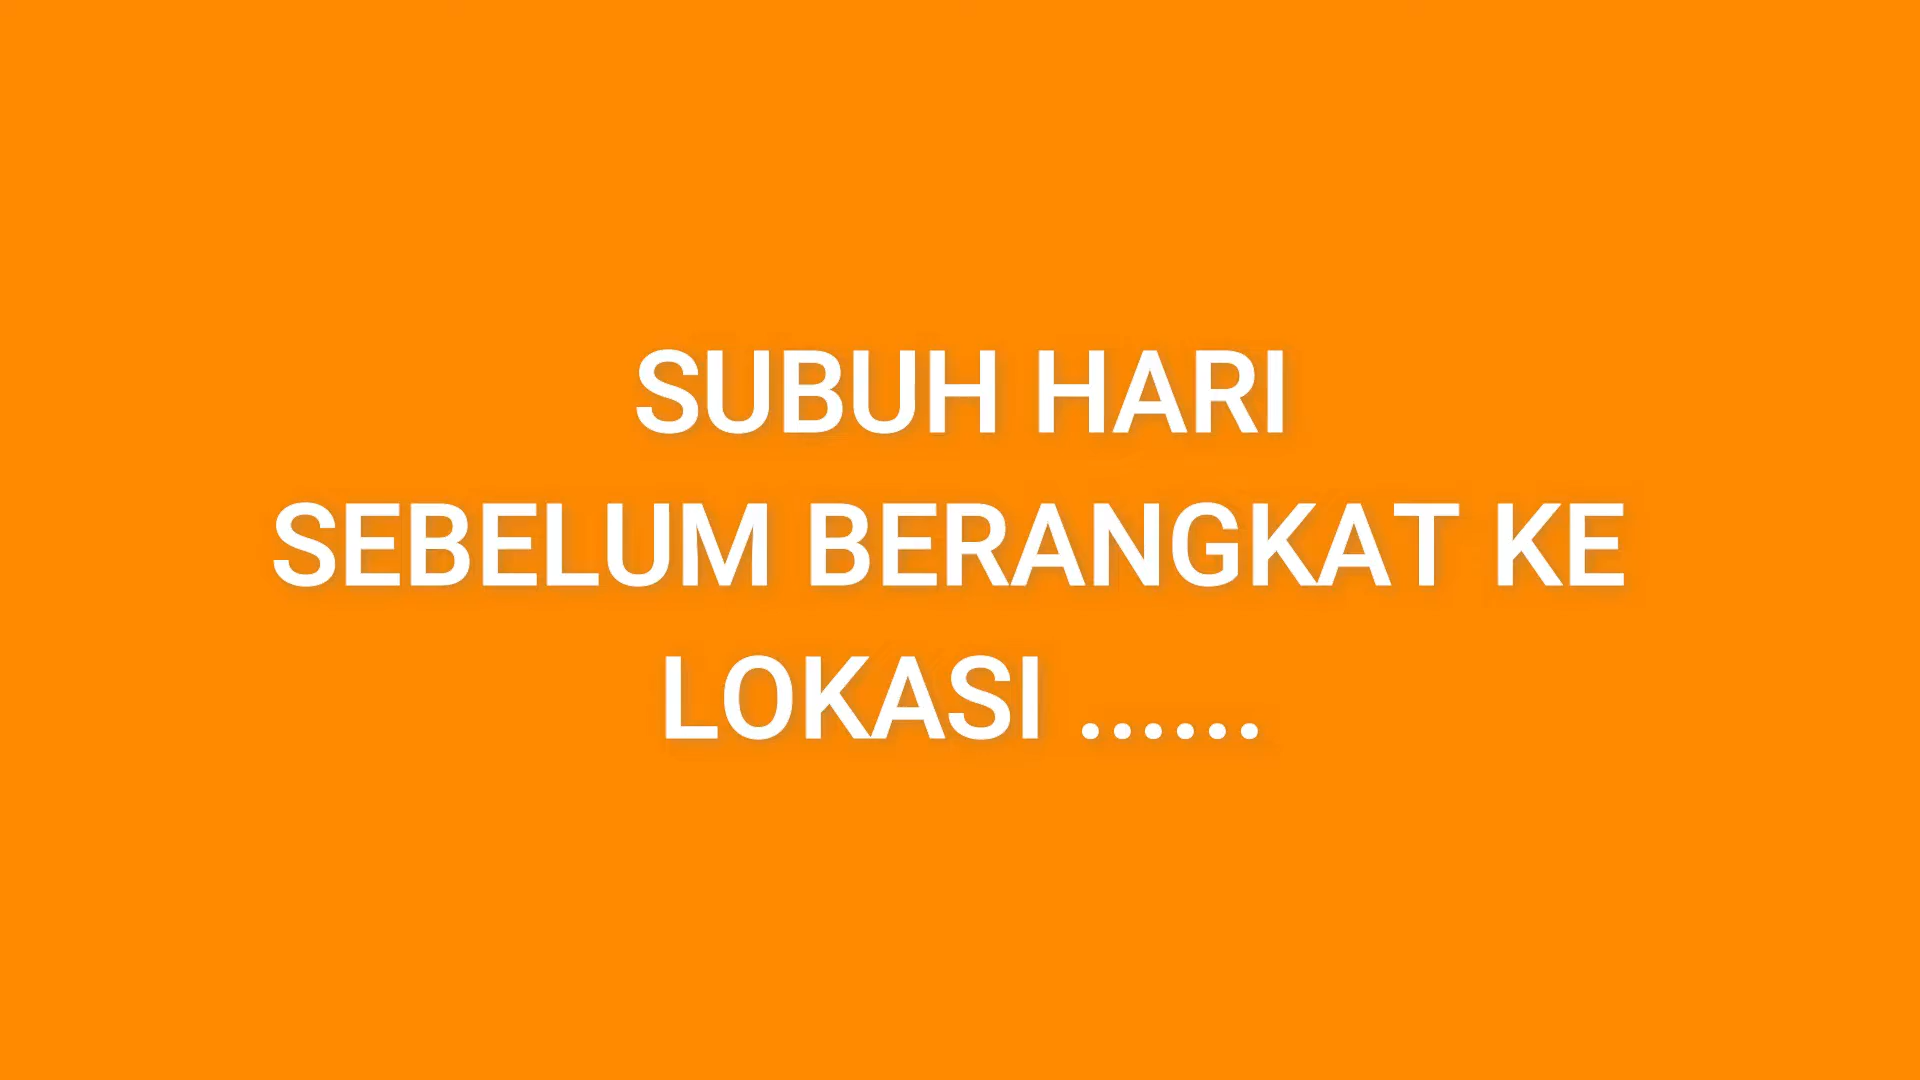 SUBUH HARI
SEBELUM BERANGKAT KE
LOKASI ......